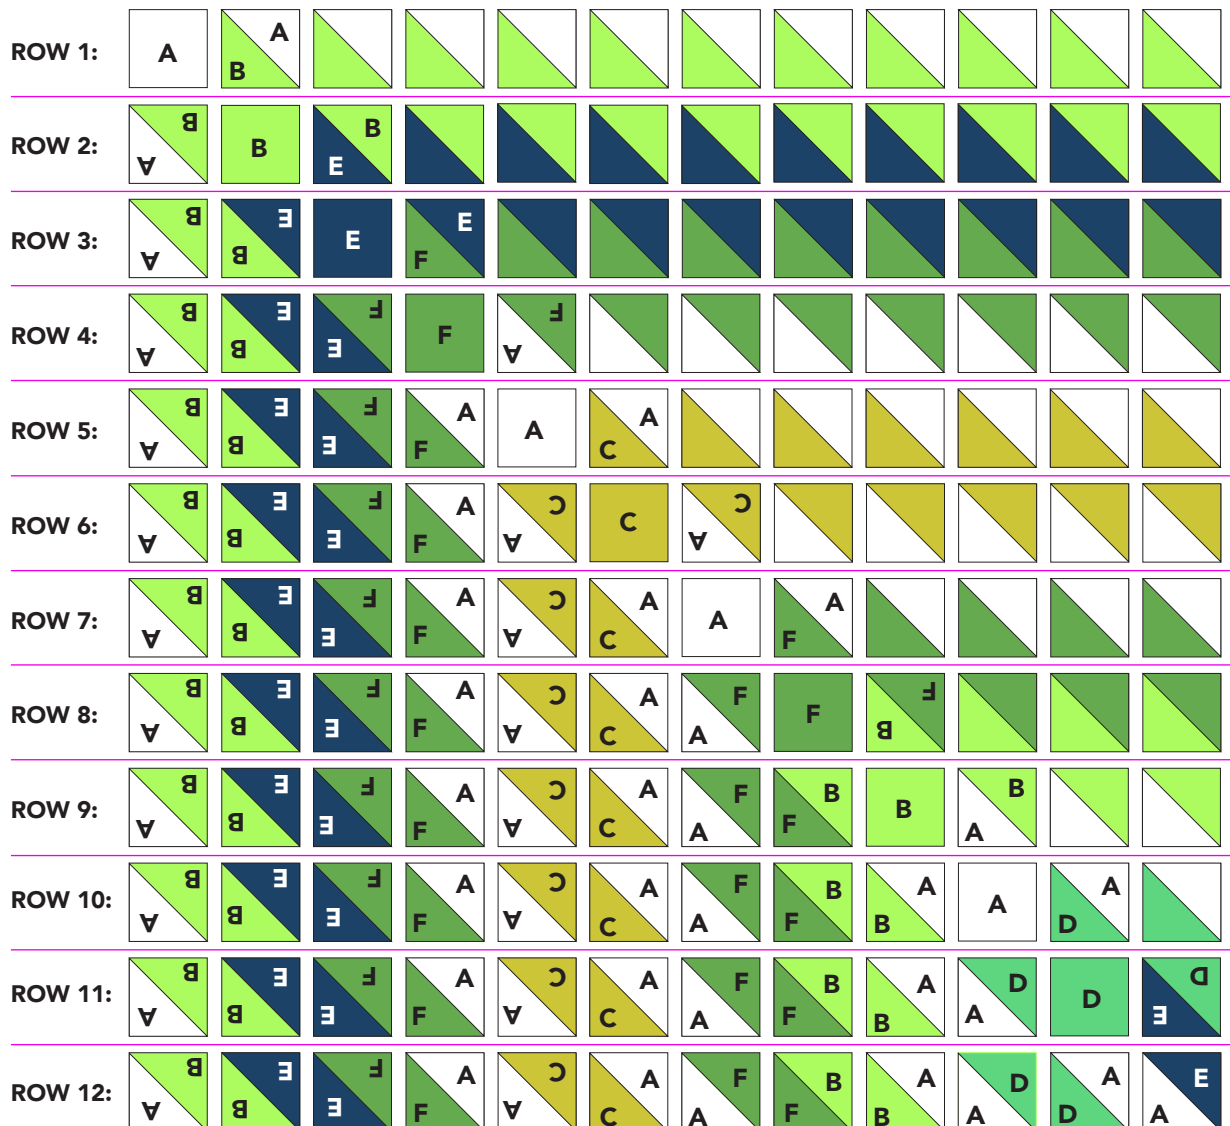 ROW 1: A A B
ROW 2: B A B B E
ROW 3: B A E B E E F
ROW 4: B A E B F E F F A
ROW 5: B A E B F E A F A A C
ROW 6: B A E B F E A F C A C C A
ROW 7: B A E B F E A F C A A C A A F
ROW 8: B A E B F E A F C A A C F A F F B
ROW 9: B A E B F E A F C A A C F A B F B B A
ROW 10: B A E B F E A F C A A C F A B F A B A A D
ROW 11: B A E B F E A F C A A C F A B F A B D A D D E
ROW 12: B A E B F E A F C A A C F A B F A B D A A D E A